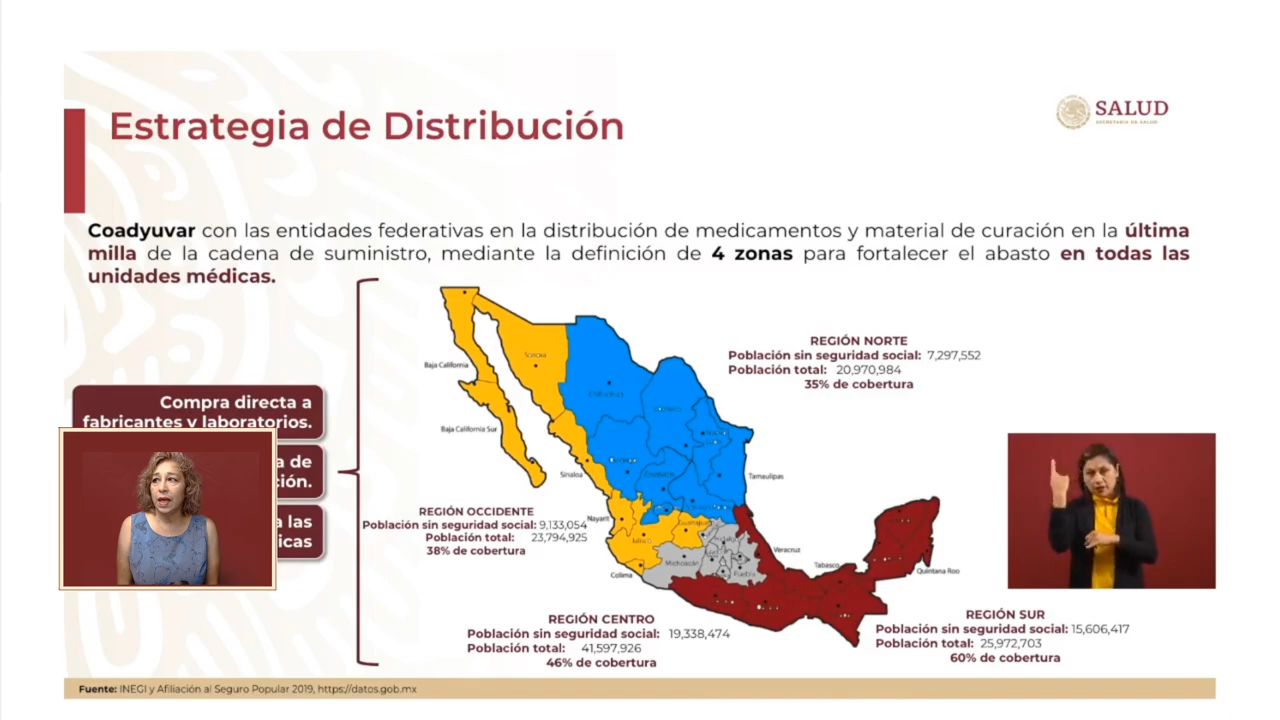 Estrategia de Distribución
SALUD
SECRETARÍA DE SALUD
Coadyuvar con las entidades federativas en la distribución de medicamentos y material de curación en la última
milla de la cadena de suministro, mediante la definición de 4 zonas para fortalecer el abasto en todas las
unidades médicas.
REGIÓN NORTE
Población sin seguridad social: 7,297,552
Población total: 20,970,984
35% de cobertura
Sonora
Baja California
Chihuahua
Compra directa a
fabricantes y laboratorios.
Baja California Sur
Sinaloa
a de
ción.
Tamaulipas
REGIÓN OCCIDENTE
Población sin seguridad social: 9,133,054
Población total: 23,794,925
38% de cobertura
Nayarit
Guanajuato
Jalisco
a las
icas
Hidalgo
Veracruz
Michoacán
Puebla
Colima
Tabasco
Quintana Roo
REGIÓN CENTRO
Población sin seguridad social: 19,338,474
Población total: 41,597,926
46% de cobertura
REGIÓN SUR
Población sin seguridad social: 15,606,417
Población total: 25,972,703
60% de cobertura
Fuente: INEGI y Afiliación al Seguro Popular 2019, https://datos.gob.mx